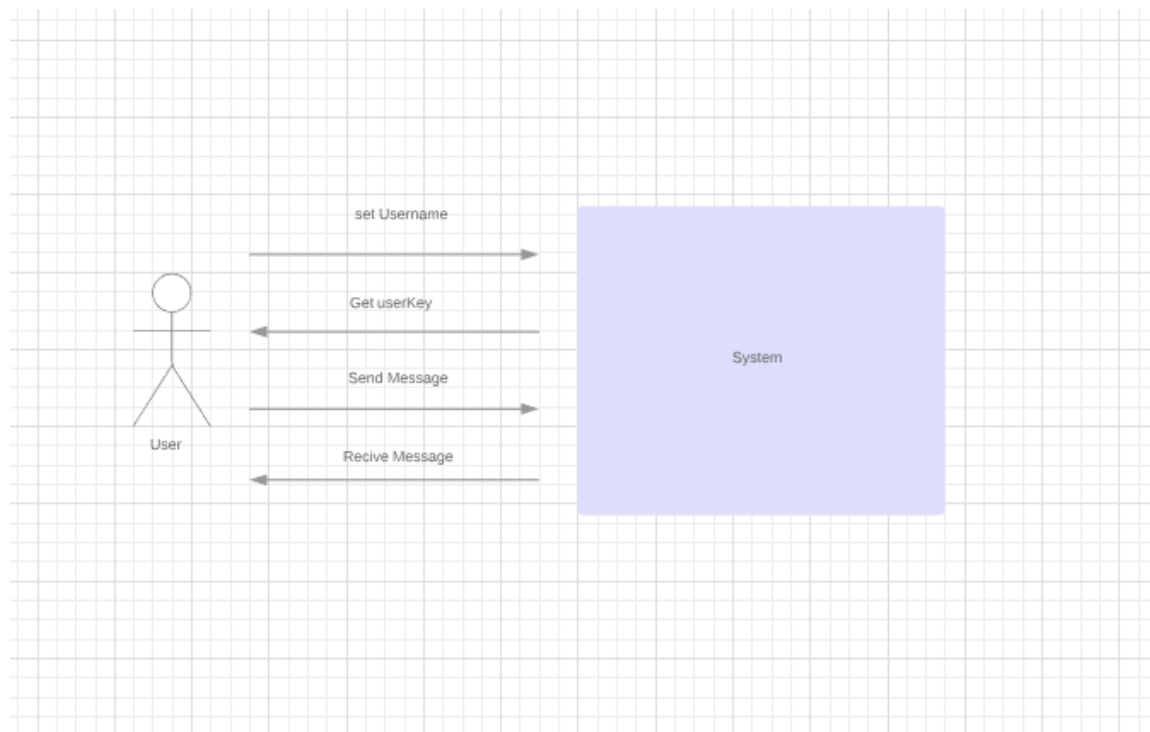 set Username
Get userKey
System
Send Message
User
Recive Message